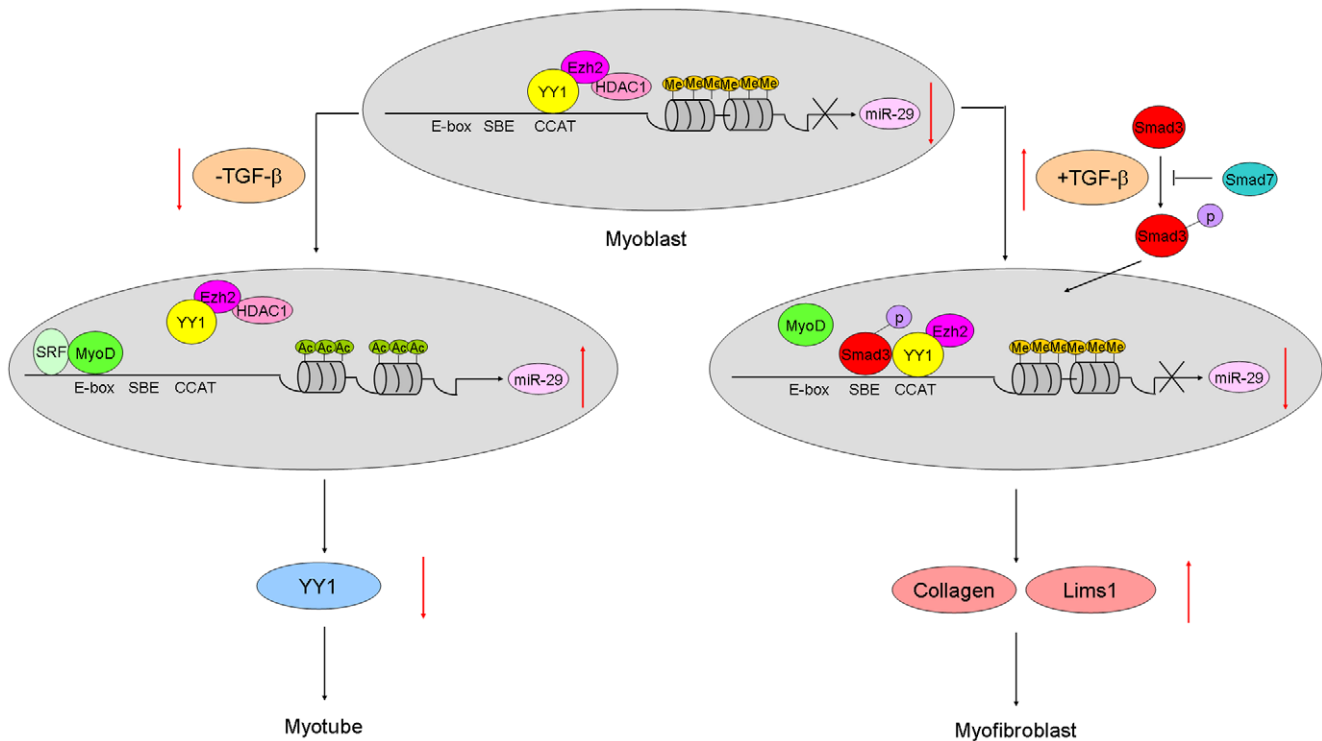 Ezh2
YY1
HDAC1
Me Me Me Me Me Me
miR-29
E-box SBE CCAT
Myoblast
-TGF-β
+TGF-β
Smad3
Smad7
Smad3
p
Ezh2
YY1
HDAC1
SRF MyoD
Ac Ac Ac Ac Ac Ac
miR-29
E-box SBE CCAT
MyoD
p
Smad3
YY1
Ezh2
Me Me Me Me Me Me
miR-29
E-box SBE CCAT
YY1
Collagen
Lims1
Myotube
Myofibroblast